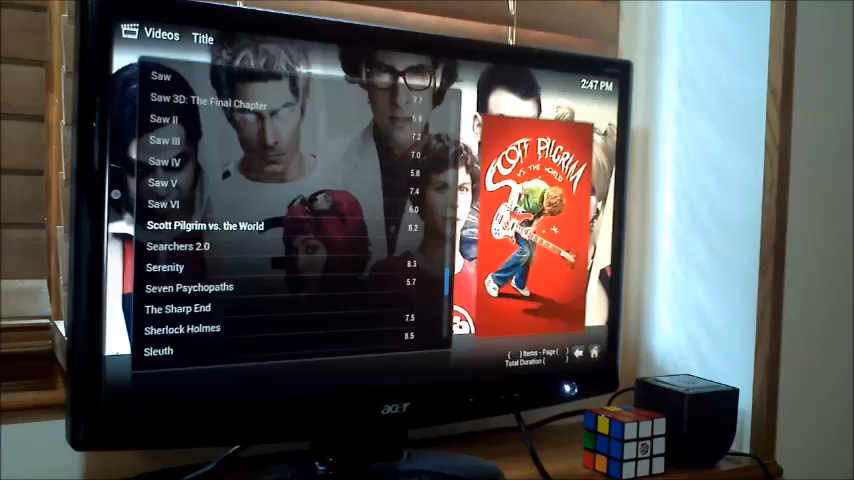 Videos Title
2:47 PM
Saw
Saw 3D: The Final Chapter 7.7
Saw II 6.9
Saw III 7.2
Saw IV 7.0
Saw V 5.8
Saw VI 7.4
6.0
Scott Pilgrim vs. the World 8.2
Searchers 2.0
Serenity 8.3
Seven Psychopaths 5.7
The Sharp End
Sherlock Holmes 7.5
Sleuth 8.5
SCOTT PILGRIM
VS. THE WORLD
( ) Items - Page ( )
Total Duration ( )
acer